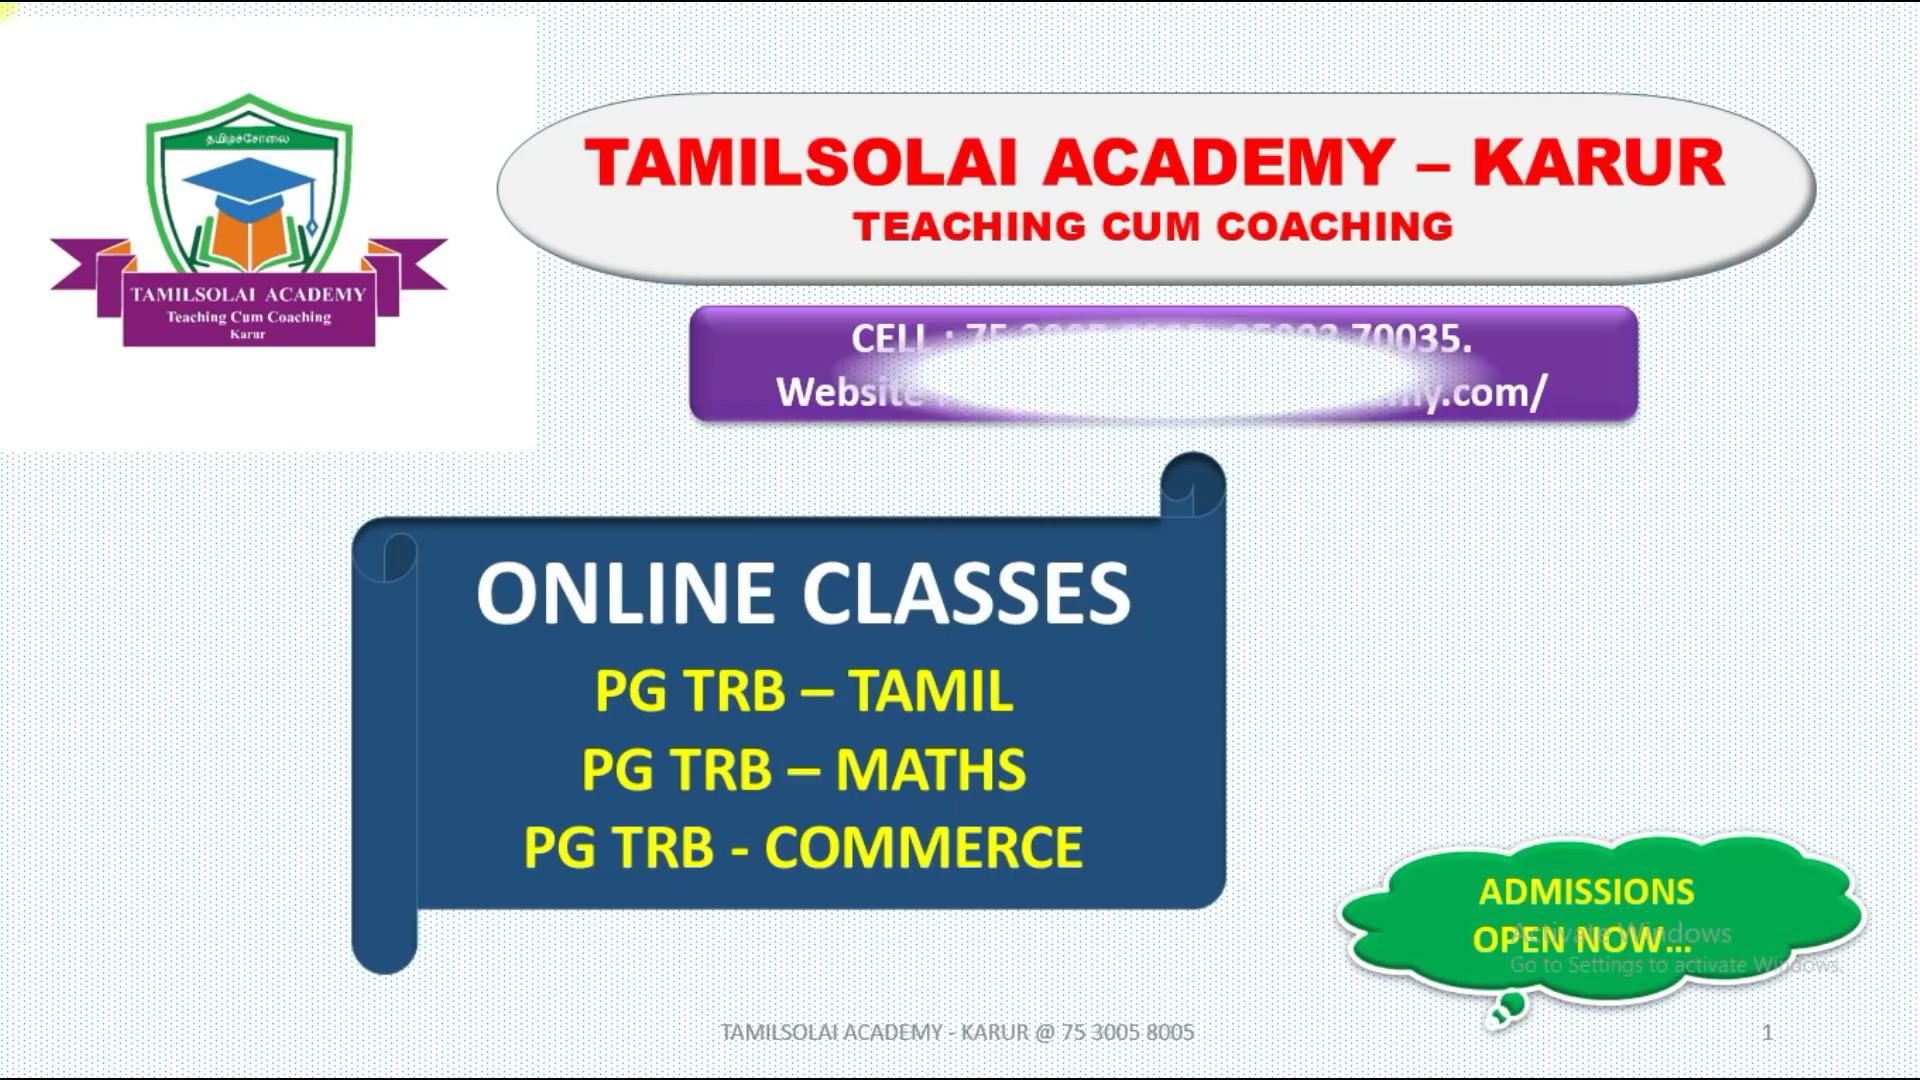 தமிழ்ச்சோலை
TAMILSOLAI ACADEMY
Teaching Cum Coaching
Karur
TAMILSOLAI ACADEMY – KARUR
TEACHING CUM COACHING
CELL : 75 70035.
Website .com/
ONLINE CLASSES
PG TRB – TAMIL
PG TRB – MATHS
PG TRB - COMMERCE
ADMISSIONS
OPEN NOW...
Activate Windows
Go to Settings to activate Windows.
TAMILSOLAI ACADEMY - KARUR @ 75 3005 8005
1